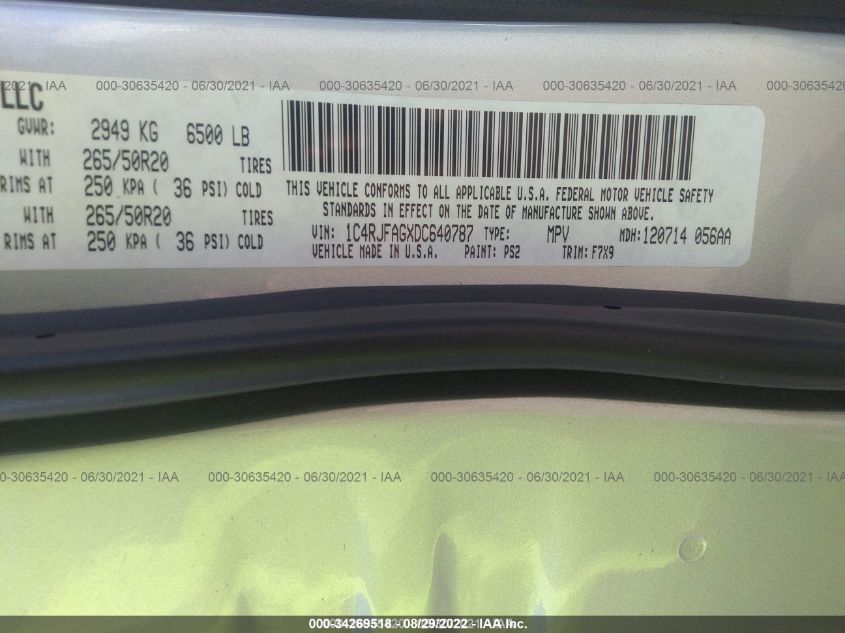 2021 - IAA 000-30635420 - 06/30/2021 - IAA 000-30635420 - 06/30/2021 - IAA 000-30635420 - 06/30/2021 - IAA
LLC
GVWR: 2949 KG 6500 LB
WITH 265/50R20 TIRES
RIMS AT 250 KPA ( 36 PSI) COLD
WITH 265/50R20 TIRES
RIMS AT 250 KPA ( 36 PSI) COLD
THIS VEHICLE CONFORMS TO ALL APPLICABLE U.S.A. FEDERAL MOTOR VEHICLE SAFETY
STANDARDS IN EFFECT ON THE DATE OF MANUFACTURE SHOWN ABOVE.
VIN: 1C4RJFAGXDC640787 TYPE: MPV MDH: 120714 056AA
VEHICLE MADE IN U.S.A. PAINT: PS2 TRIM: F7X9
000-30635420 - 06/30/2021 - IAA 000-30635420 - 06/30/2021 - IAA 000-30635420 - 06/30/2021 - IAA 000-30635420 - 06/30/2021
000-34269518 - 08/29/2022 - IAA Inc.